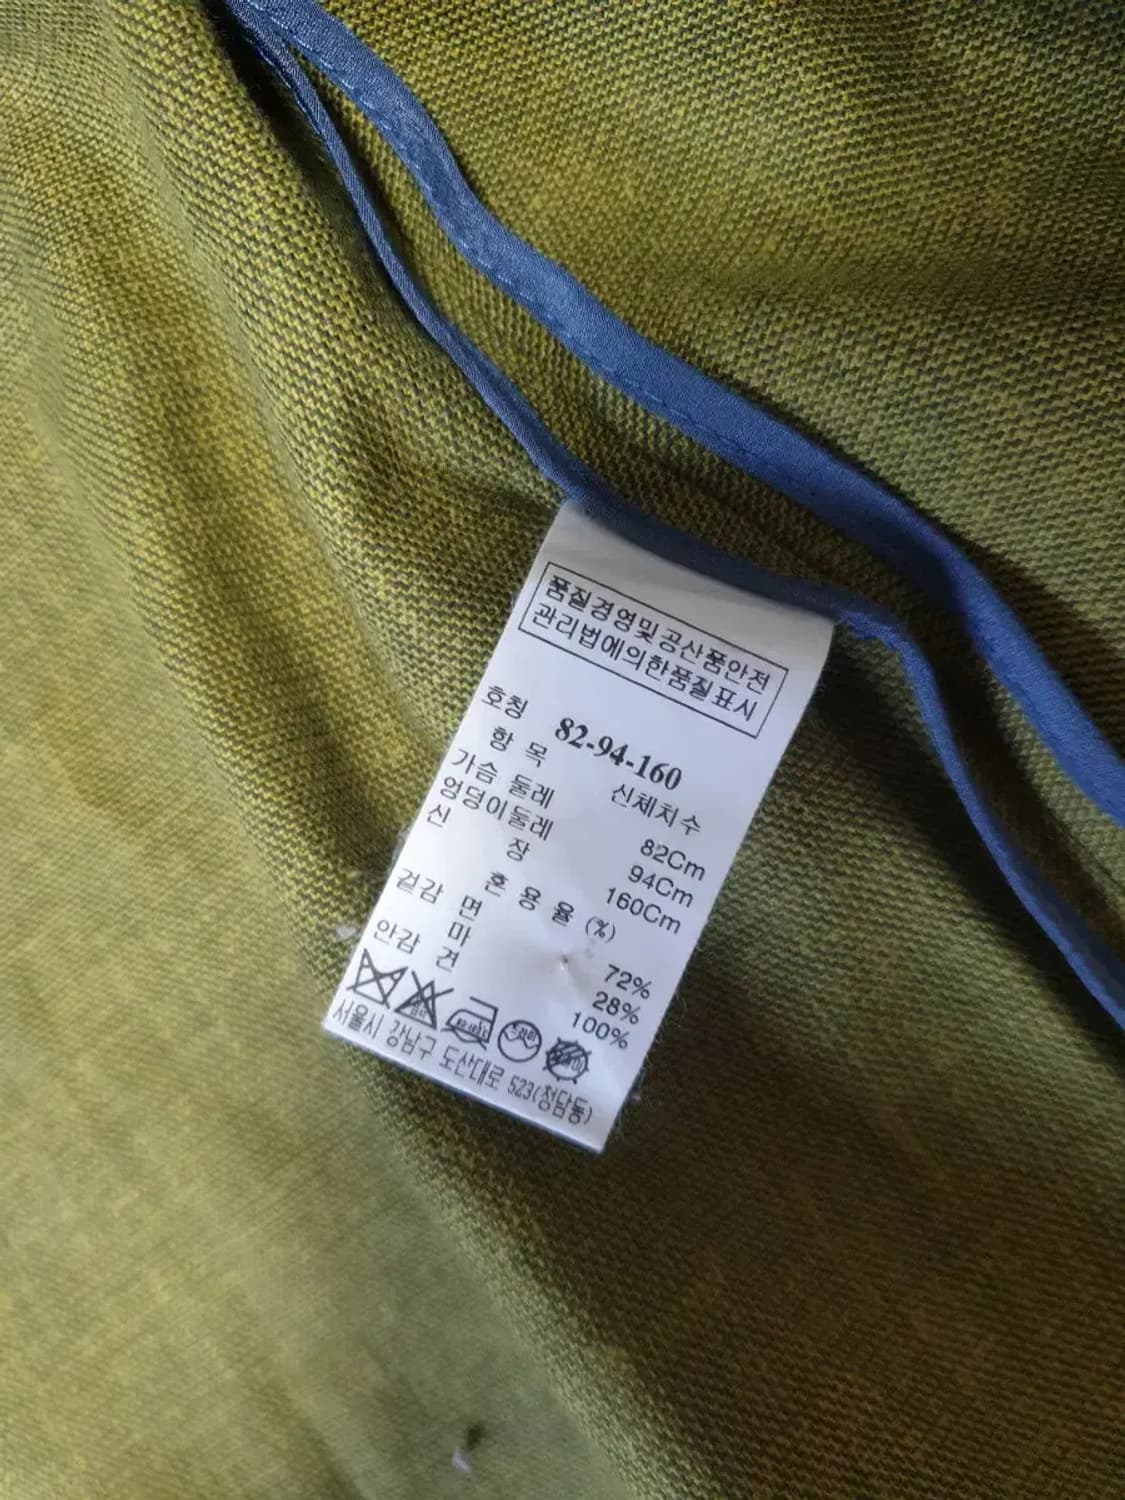 품질경영및공산품안전
관리법에의한품질표시
호칭 82-94-160
항 목 신체치수
가슴 둘레 82Cm
엉덩이둘레 94Cm
신 장 160Cm
혼 용 율 (%)
겉감 면 72%
마 28%
안감 견 100%
서울시 강남구 도산대로 523(청담동)